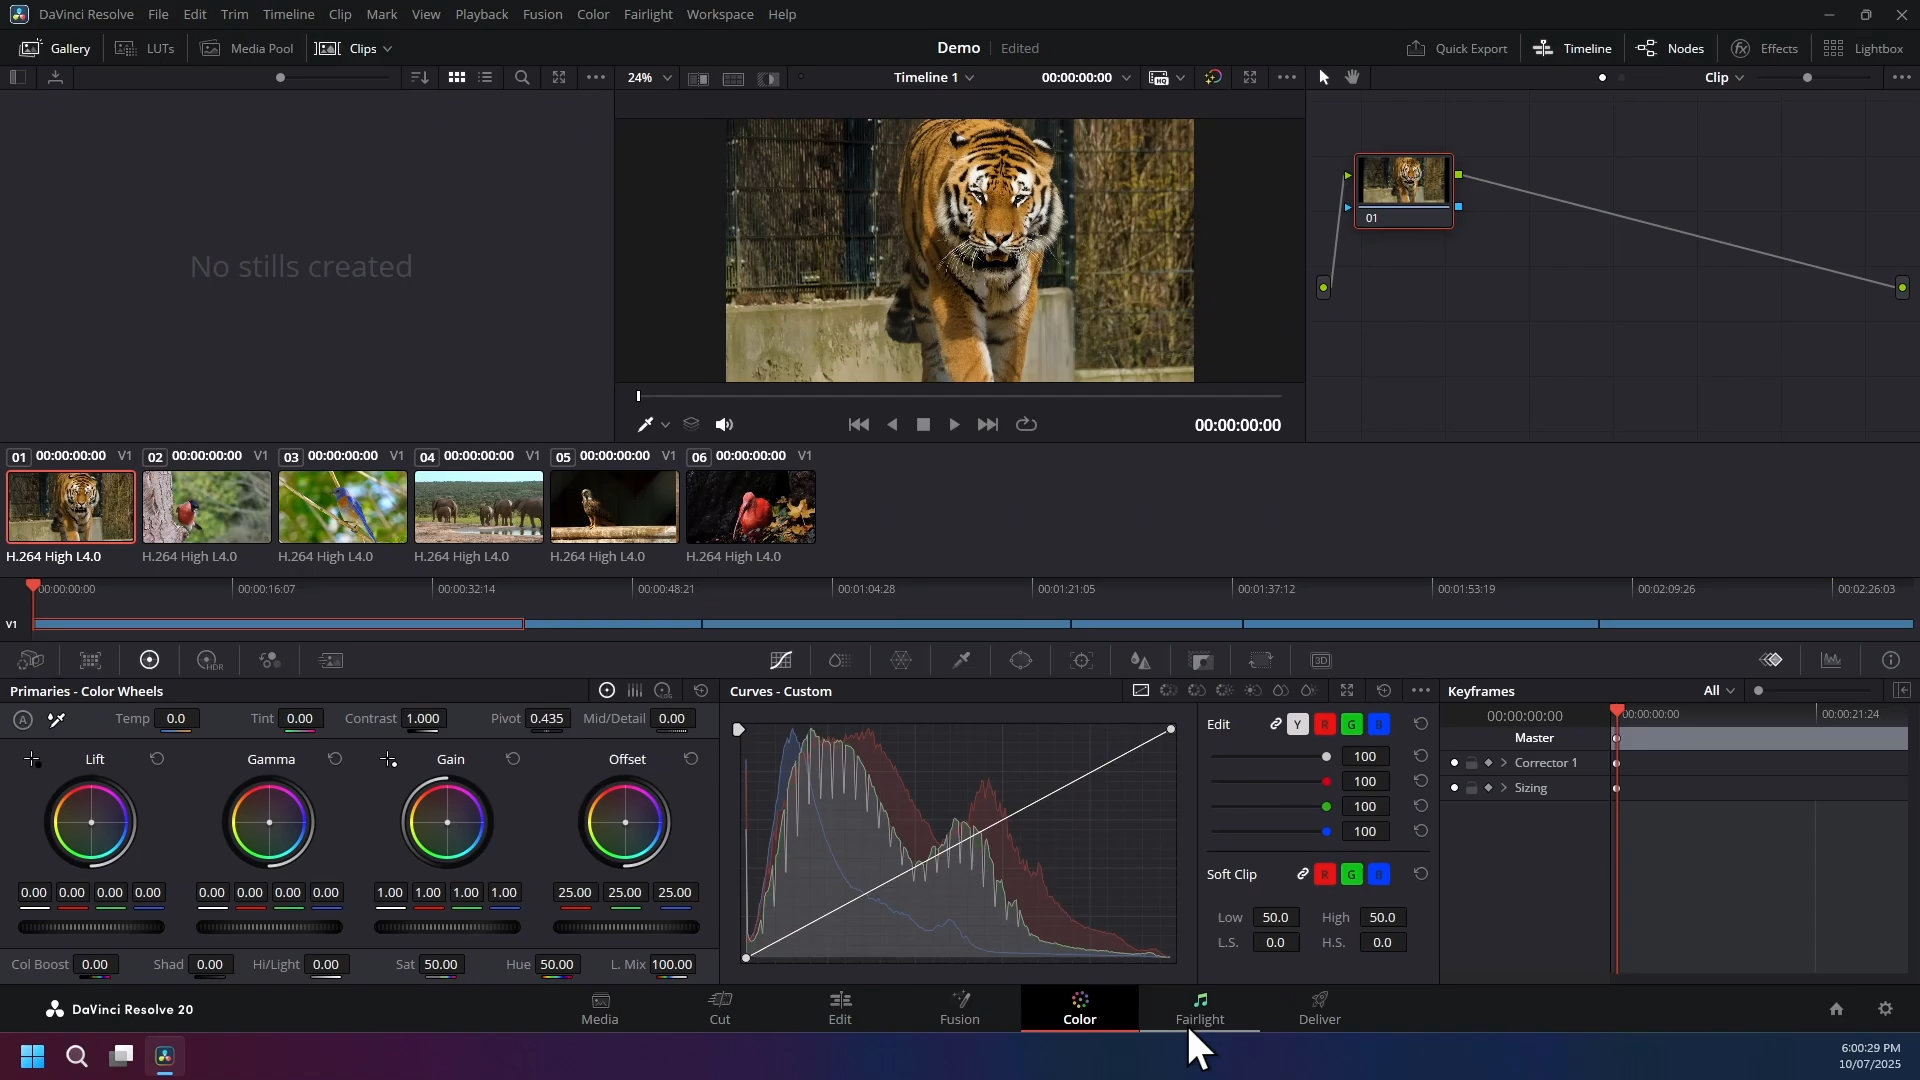 DaVinci Resolve File Edit Trim Timeline Clip Mark View Playback Fusion Color Fairlight Workspace Help
Gallery LUTs Media Pool Clips Demo Edited Quick Export Timeline Nodes Effects Lightbox
24% Timeline 1 00:00:00:00 HQ Clip
No stills created
01
00:00:00:00
01 00:00:00:00 V1 02 00:00:00:00 V1 03 00:00:00:00 V1 04 00:00:00:00 V1 05 00:00:00:00 V1 06 00:00:00:00 V1
H.264 High L4.0 H.264 High L4.0 H.264 High L4.0 H.264 High L4.0 H.264 High L4.0 H.264 High L4.0
00:00:00:00 00:00:16:07 00:00:32:14 00:00:48:21 00:01:04:28 00:01:21:05 00:01:37:12 00:01:53:19 00:02:09:26 00:02:26:03
V1
HDR 3D
Primaries - Color Wheels LOG Curves - Custom Keyframes All
A Temp 0.0 Tint 0.00 Contrast 1.000 Pivot 0.435 Mid/Detail 0.00 Edit Y R G B 00:00:00:00 00:00:00:00 00:00:21:24
Master
Lift Gamma Gain Offset 100 Corrector 1
100 Sizing
100
100
Soft Clip R G B
0.00 0.00 0.00 0.00 0.00 0.00 0.00 0.00 1.00 1.00 1.00 1.00 25.00 25.00 25.00
Low 50.0 High 50.0
L.S. 0.0 H.S. 0.0
Col Boost 0.00 Shad 0.00 Hi/Light 0.00 Sat 50.00 Hue 50.00 L. Mix 100.00
DaVinci Resolve 20 Media Cut Edit Fusion Color Fairlight Deliver
6:00:29 PM
10/07/2025